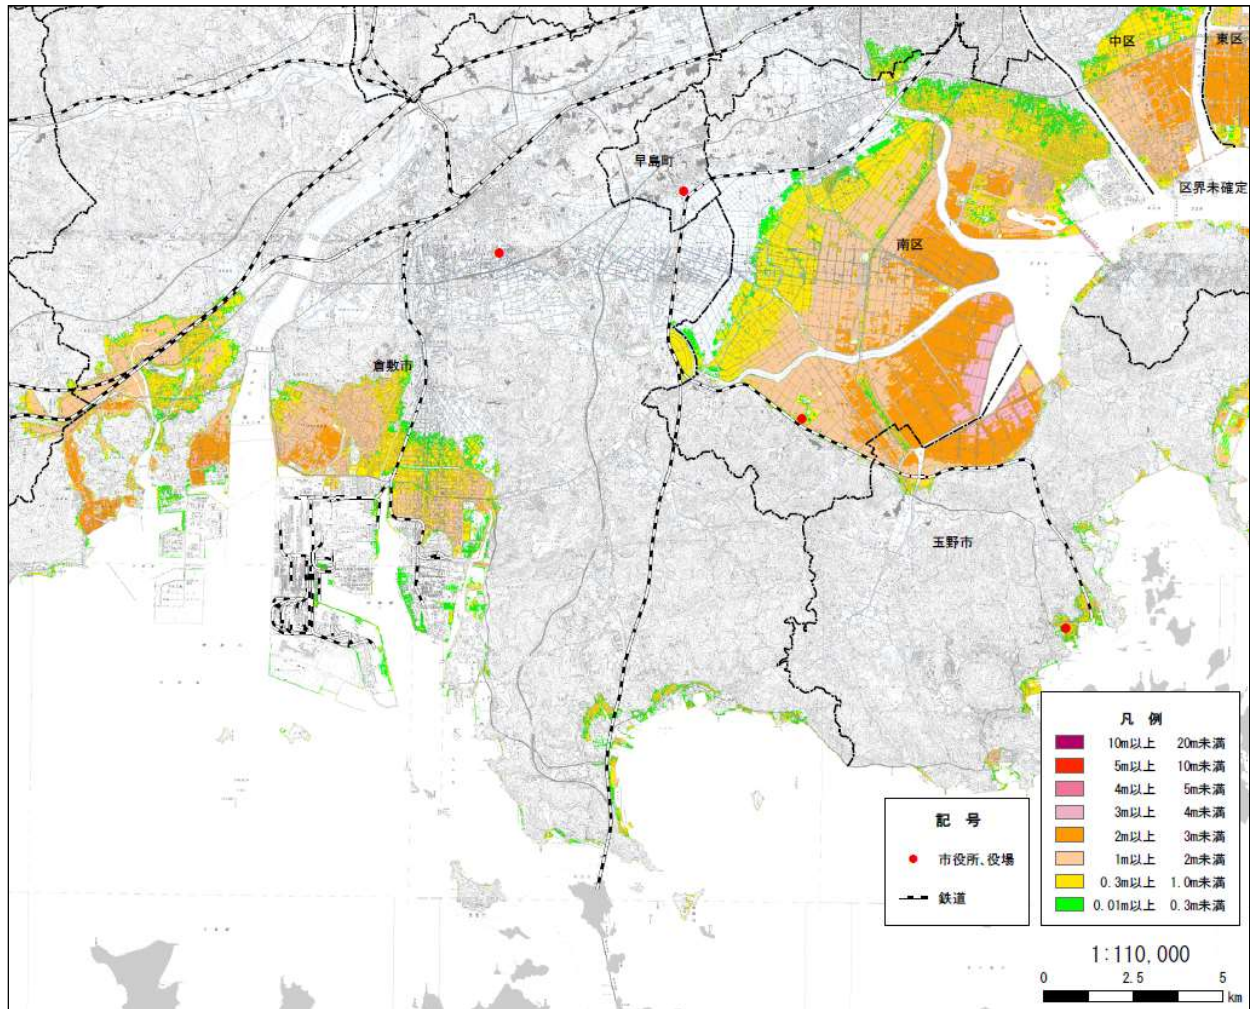 中区
東区
早島町
区界未確定
南区
倉敷市
玉野市
凡 例
10m以上 20m未満
5m以上 10m未満
4m以上 5m未満
3m以上 4m未満
2m以上 3m未満
1m以上 2m未満
0.3m以上 1.0m未満
0.01m以上 0.3m未満
記 号
市役所、役場
鉄道
1:110,000
0 2.5 5
km